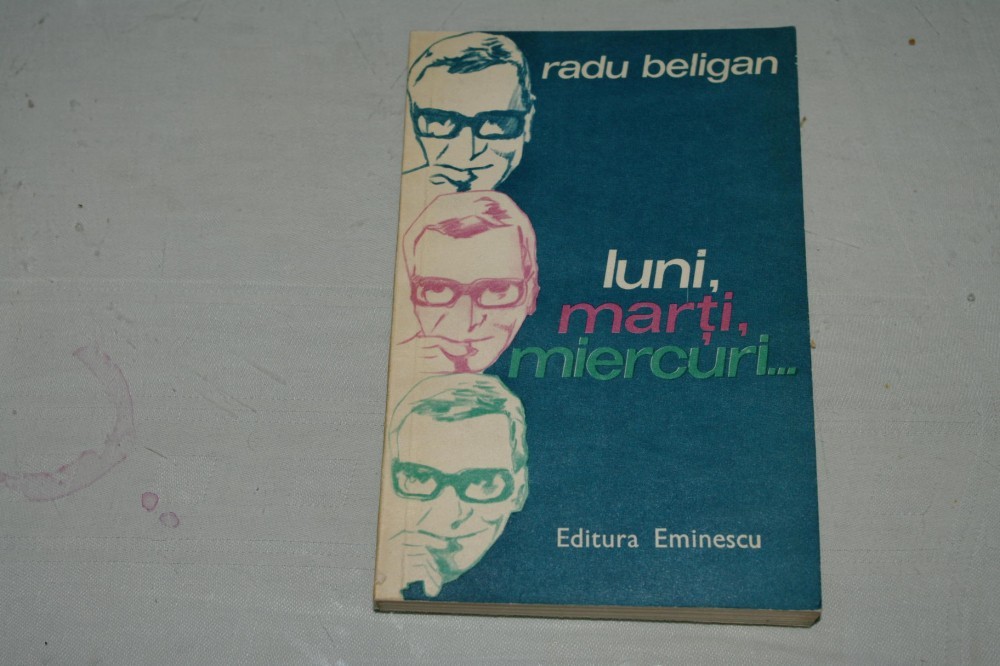 radu beligan
luni,
marți,
miercuri...
Editura Eminescu